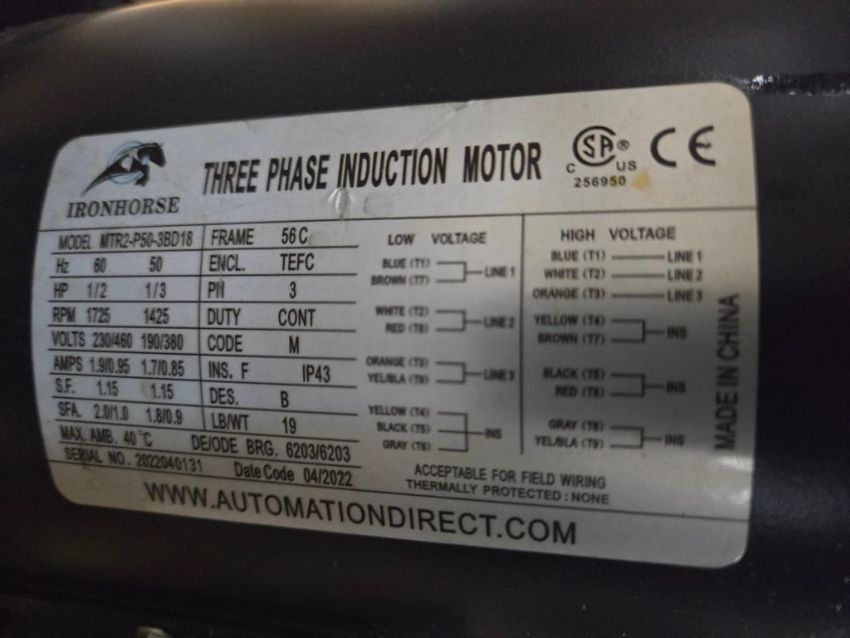 IRONHORSE
THREE PHASE INDUCTION MOTOR
C SA® US
256950
CE
MODEL MTR2-P50-3BD18
Hz 60 50
HP 1/2 1/3
RPM 1725 1425
VOLTS 230/460 190/380
AMPS 1.9/0.95 1.7/0.85
S.F. 1.15 1.15
SFA. 2.0/1.0 1.8/0.9
MAX. AMB. 40°C
SERIAL NO. 2022040131
FRAME 56C
ENCL. TEFC
PH 3
DUTY CONT
CODE M
INS. F IP43
DES. B
LB/WT 19
DE/ODE BRG. 6203/6203
Date Code 04/2022
LOW VOLTAGE
BLUE (T1)
BROWN (T7)
LINE 1
WHITE (T2)
RED (T8)
LINE 2
ORANGE (T3)
YEL/BLA (T9)
LINE 3
YELLOW (T4)
BLACK (T5)
GRAY (T6)
INS
HIGH VOLTAGE
BLUE (T1) LINE 1
WHITE (T2) LINE 2
ORANGE (T3) LINE 3
YELLOW (T4)
BROWN (T7)
INS
BLACK (T5)
RED (T8)
INS
GRAY (T6)
YEL/BLA (T9)
INS
ACCEPTABLE FOR FIELD WIRING
THERMALLY PROTECTED : NONE
MADE IN CHINA
WWW.AUTOMATIONDIRECT.COM